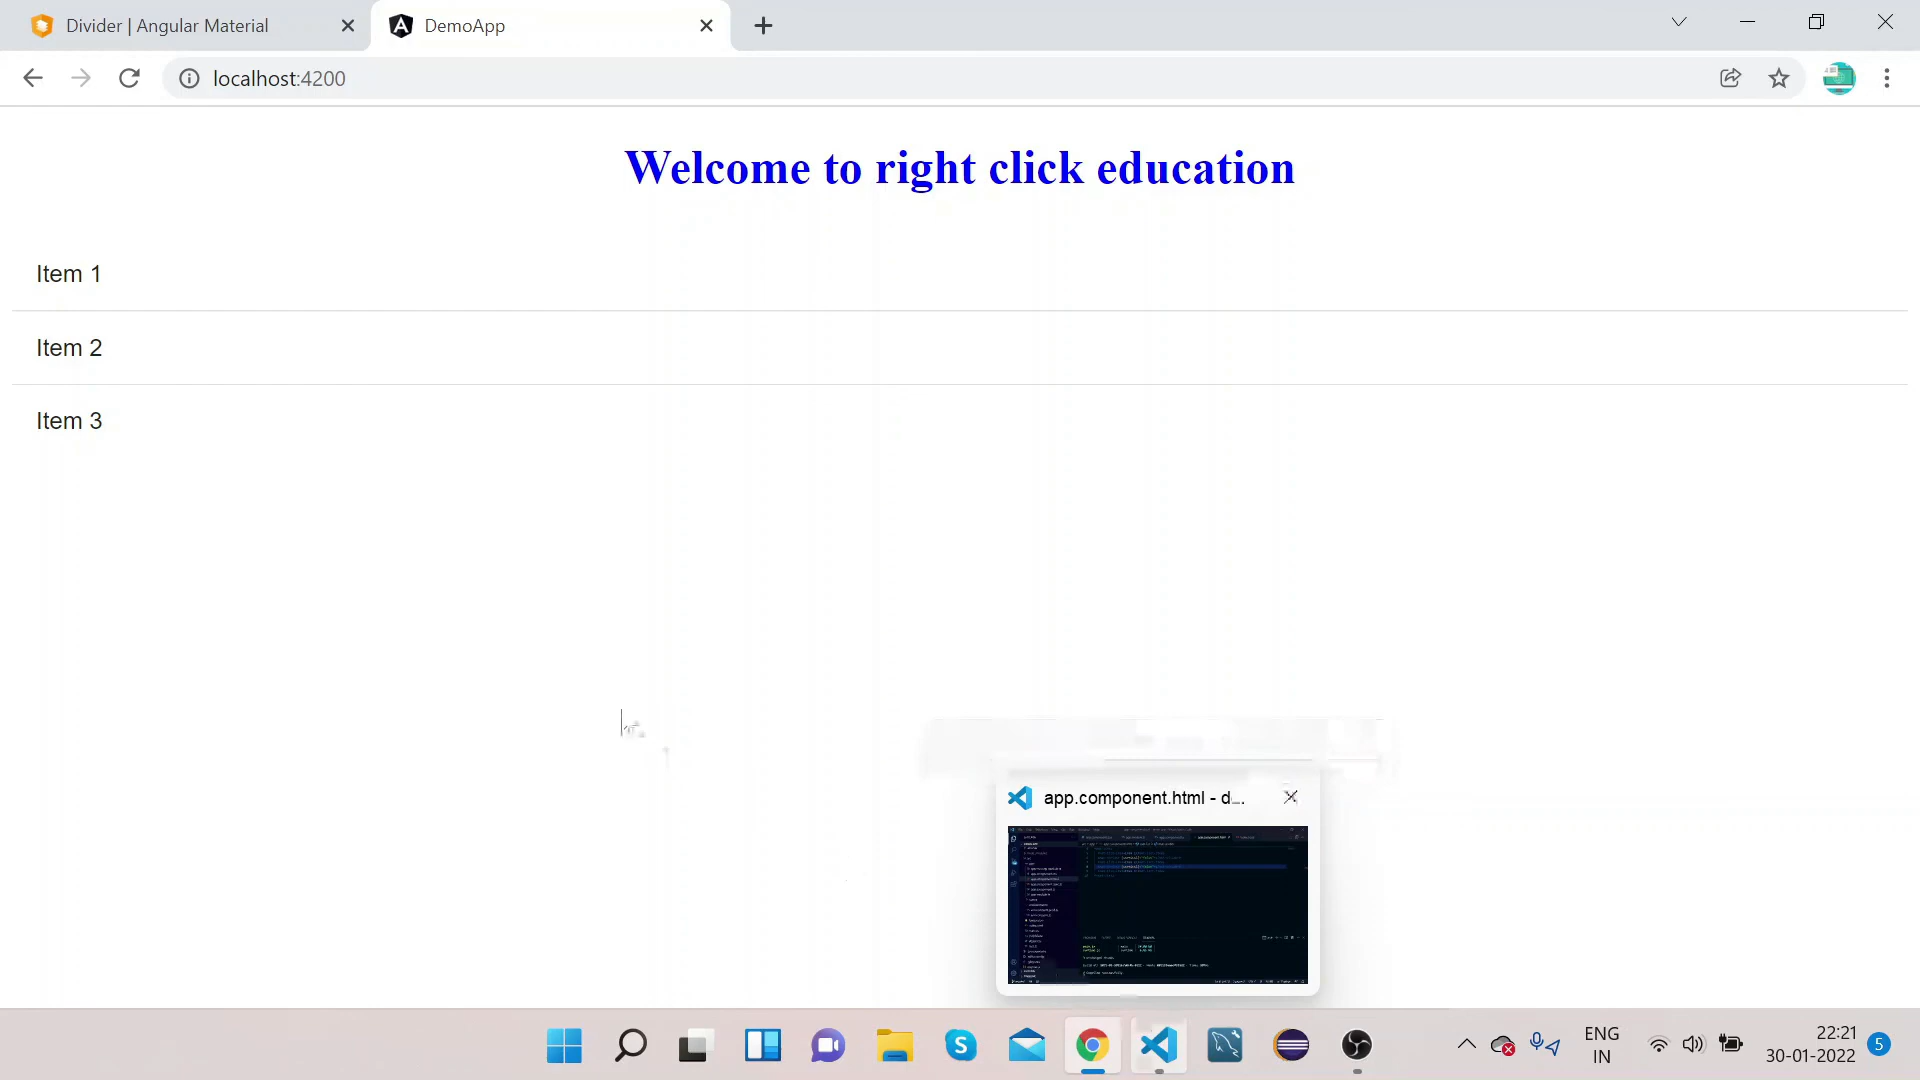 Divider | Angular Material
DemoApp
localhost:4200
Welcome to right click education
Item 1
Item 2
Item 3
app.component.html - d...
ENG
IN
22:21
30-01-2022
5